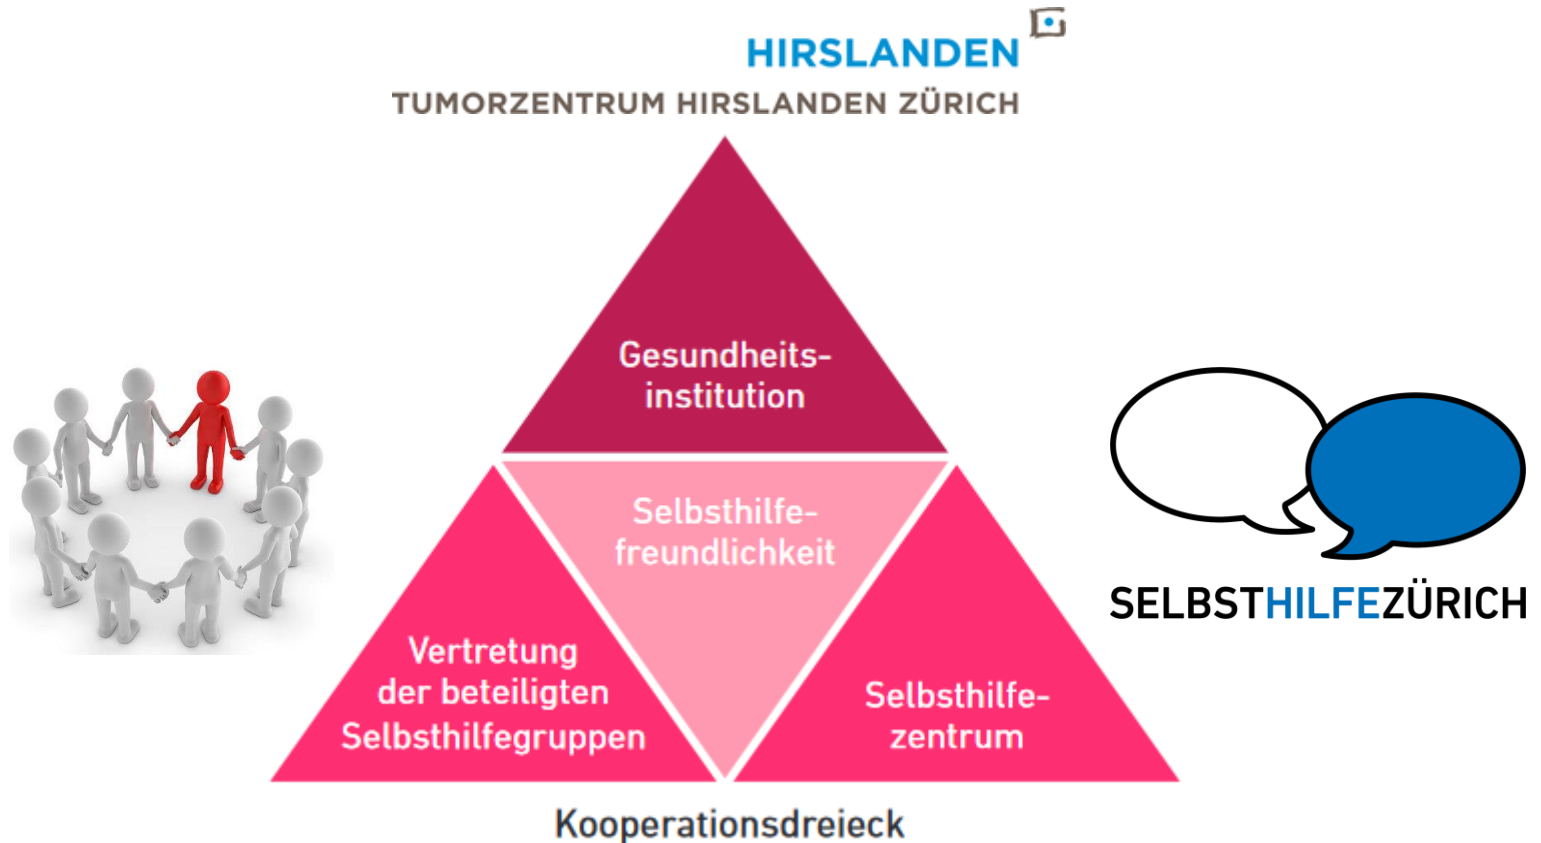 HIRSLANDEN
TUMORZENTRUM HIRSLANDEN ZÜRICH
Gesundheits-
institution
Selbsthilfe-
freundlichkeit
Vertretung
der beteiligten
Selbsthilfegruppen
Selbsthilfe-
zentrum
SELBSTHILFEZÜRICH
Kooperationsdreieck